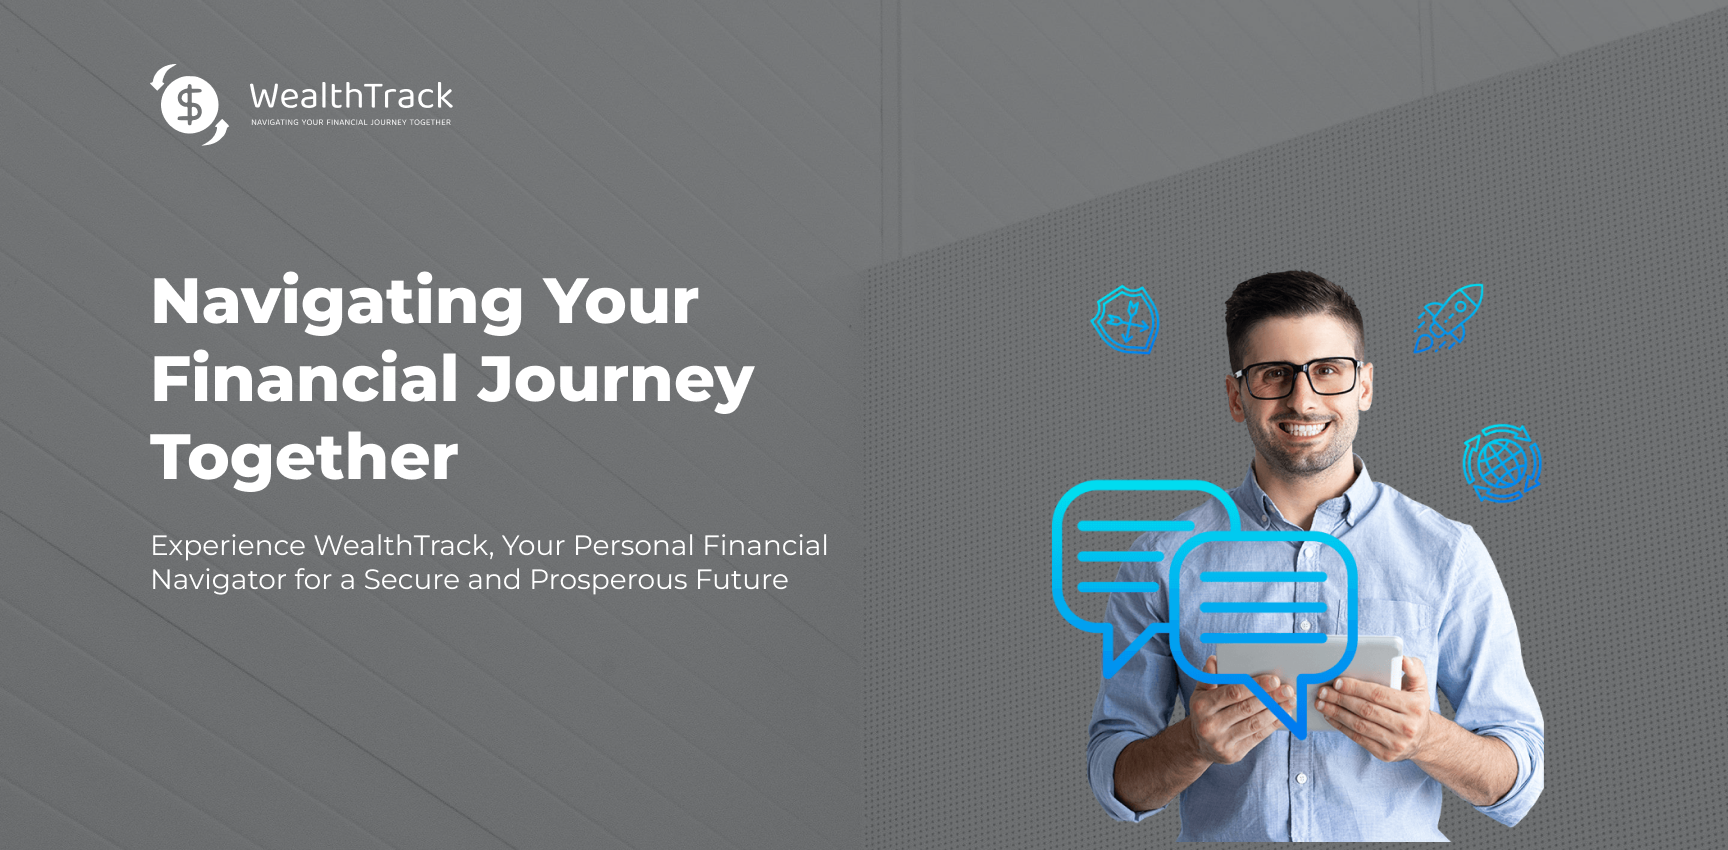 WealthTrack
NAVIGATING YOUR FINANCIAL JOURNEY TOGETHER
Navigating Your
Financial Journey
Together
Experience WealthTrack, Your Personal Financial
Navigator for a Secure and Prosperous Future